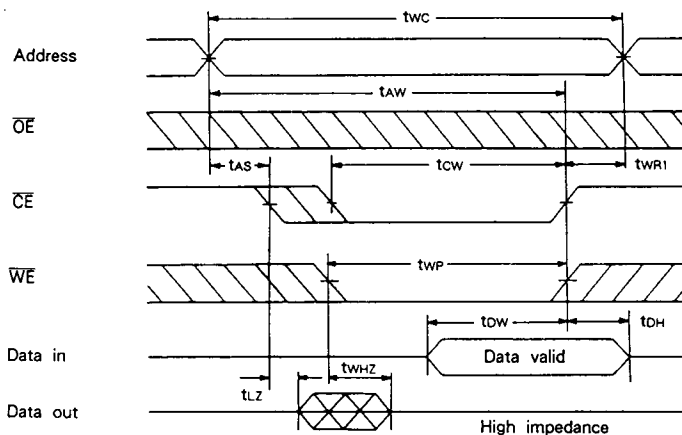 tWC
Address
tAW
OE
tAS
tCW
tWR1
CE
WE
tWP
tDW
tDH
Data in
Data valid
tLZ
tWHZ
Data out
High impedance